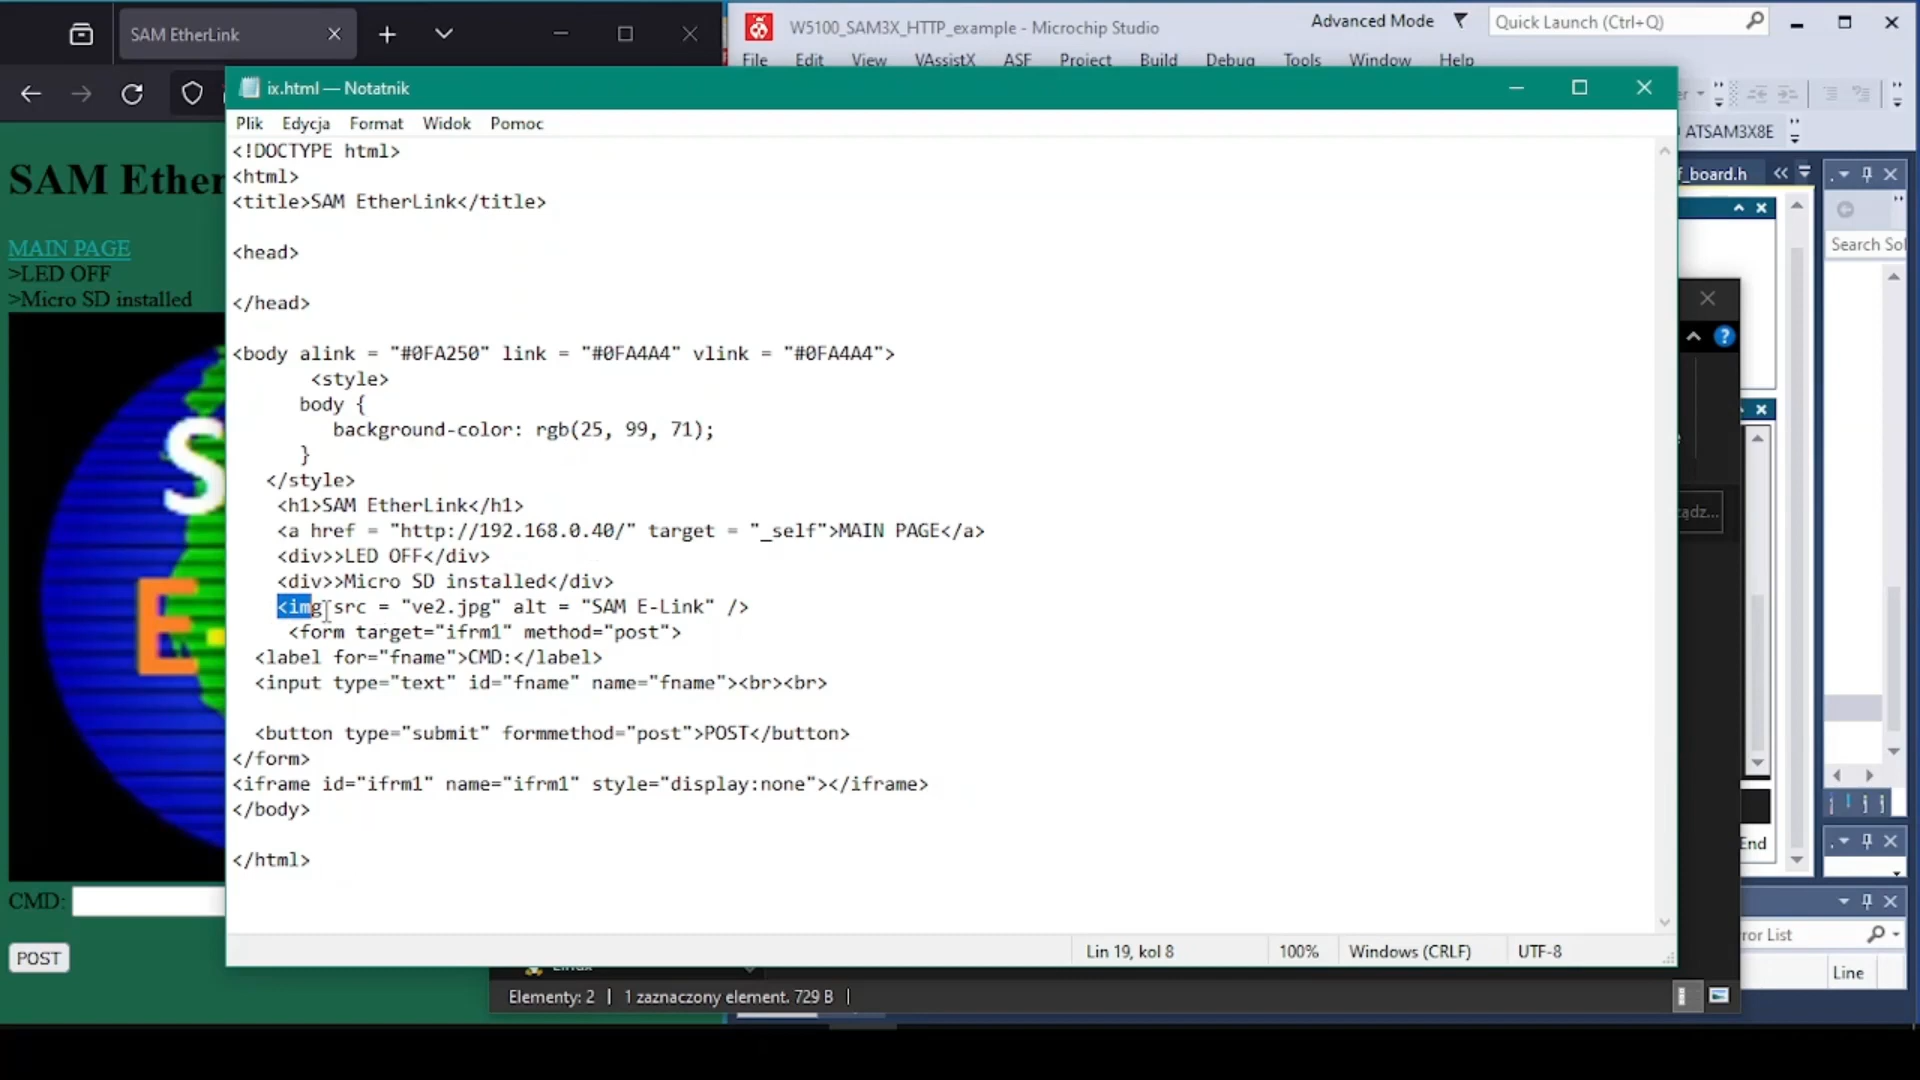 SAM EtherLink
W5100_SAM3X_HTTP_example - Microchip Studio
Advanced Mode
Quick Launch (Ctrl+Q)
File Edit View VAssistX ASF Project Build Debug Tools Window Help
ix.html — Notatnik
Plik Edycja Format Widok Pomoc
ATSAM3X8E
f_board.h
Search Sol
SAM Ether
MAIN PAGE
>LED OFF
>Micro SD installed
S
E-
CMD:
POST
<!DOCTYPE html>
<html>
<title>SAM EtherLink</title>
<head>
</head>
<body alink = "#0FA250" link = "#0FA4A4" vlink = "#0FA4A4">
<style>
body {
background-color: rgb(25, 99, 71);
}
</style>
<h1>SAM EtherLink</h1>
<a href = "http://192.168.0.40/" target = "_self">MAIN PAGE</a>
<div>>LED OFF</div>
<div>>Micro SD installed</div>
<img src = "ve2.jpg" alt = "SAM E-Link" />
<form target="ifrm1" method="post">
<label for="fname">CMD:</label>
<input type="text" id="fname" name="fname"><br><br>
<button type="submit" formmethod="post">POST</button>
</form>
<iframe id="ifrm1" name="ifrm1" style="display:none"></iframe>
</body>
</html>
Lin 19, kol 8
100%
Windows (CRLF)
UTF-8
ądz...
End
ror List
Line
Elementy: 2 | 1 zaznaczony element. 729 B |